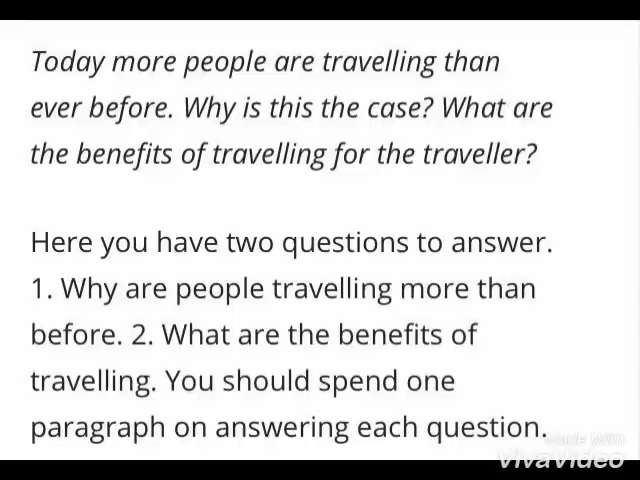 Today more people are travelling than
ever before. Why is this the case? What are
the benefits of travelling for the traveller?
Here you have two questions to answer.
1. Why are people travelling more than
before. 2. What are the benefits of
travelling. You should spend one
paragraph on answering each question.
Made With
VivaVideo